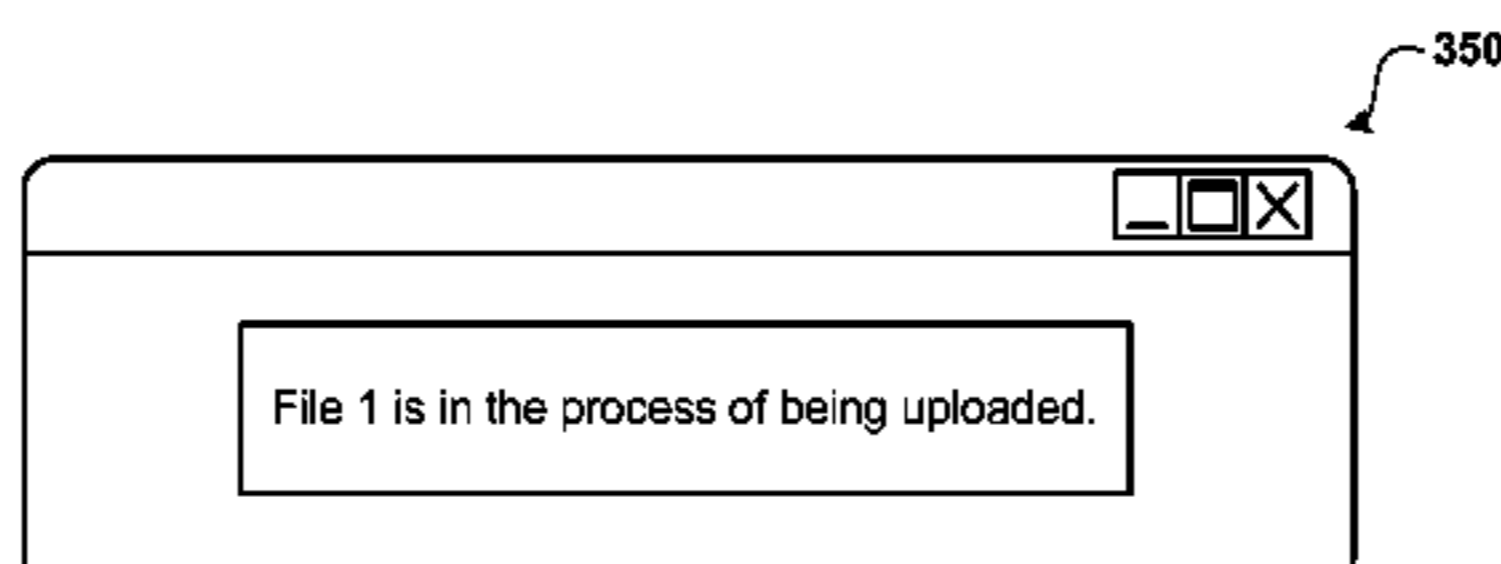 350
File 1 is in the process of being uploaded.